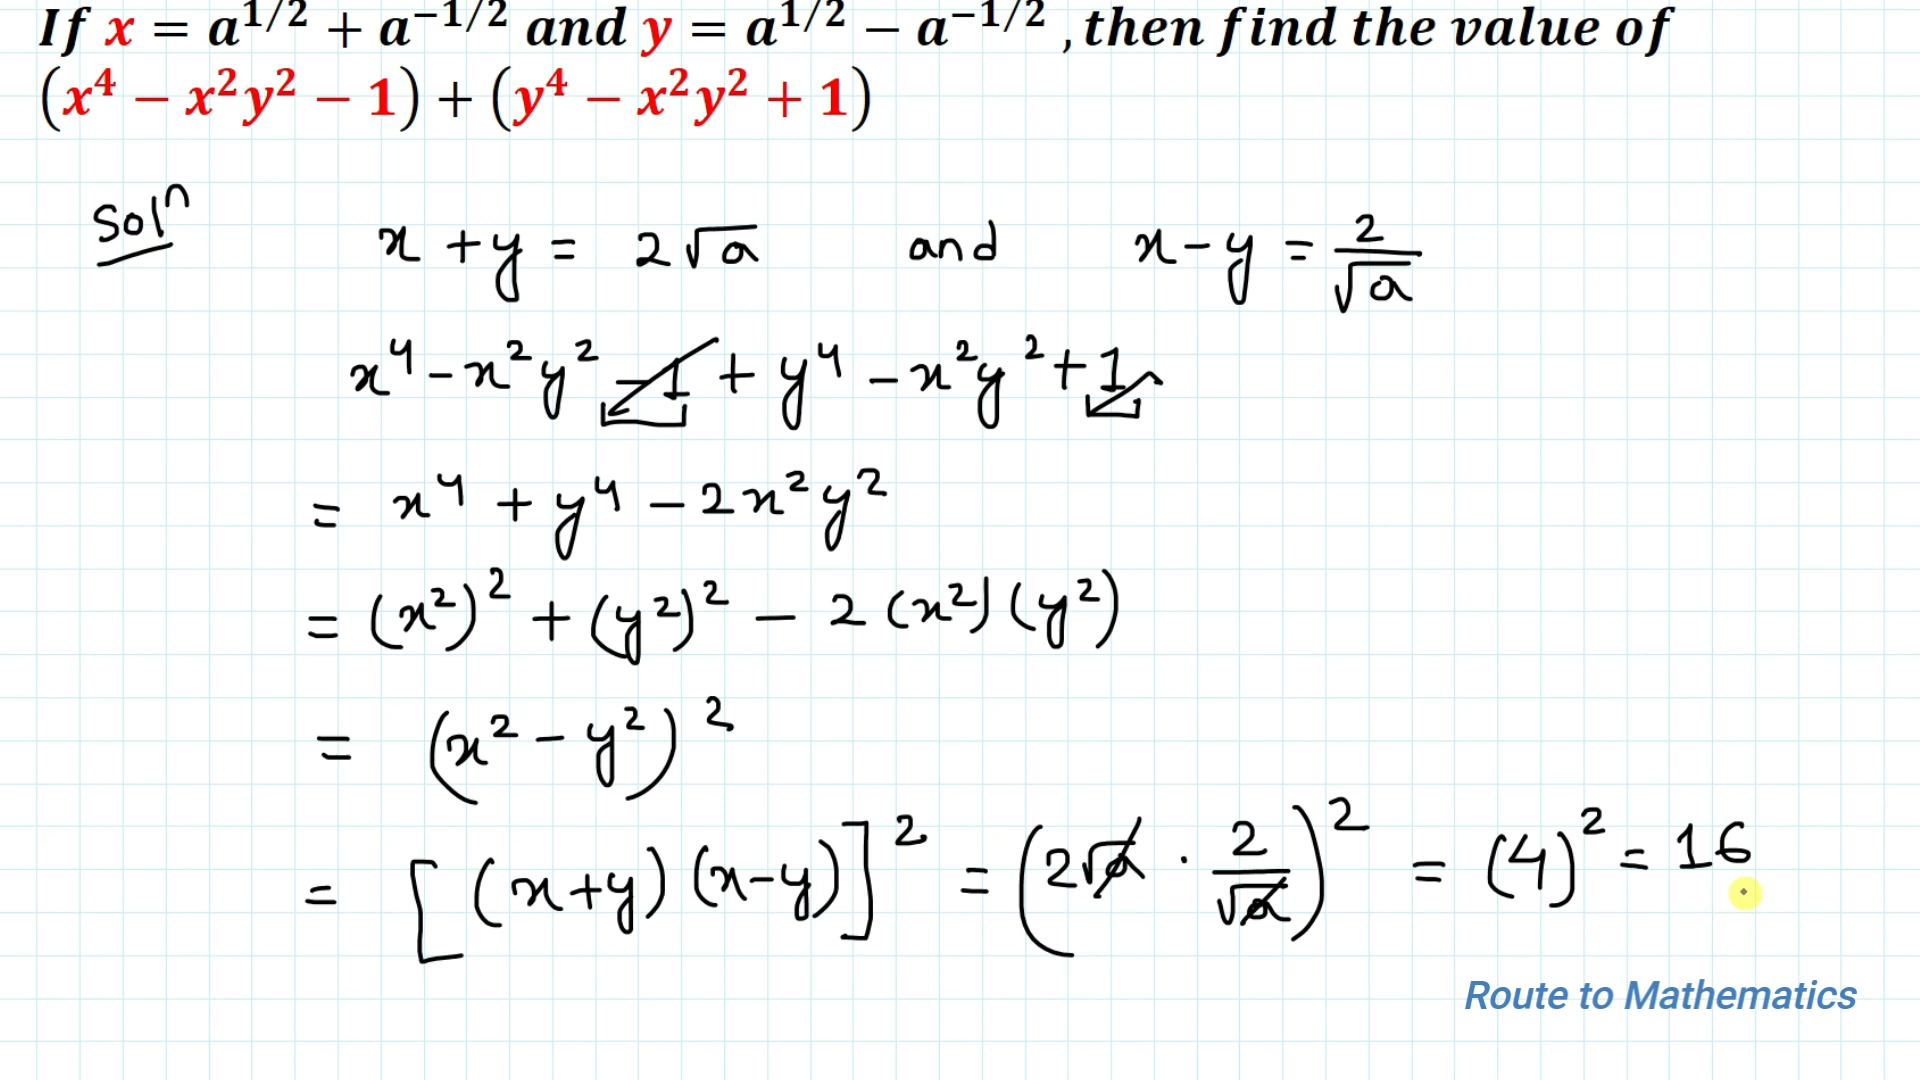 If x = a^{1/2} + a^{-1/2} and y = a^{1/2} − a^{-1/2}, then find the value of
(x⁴ − x²y² − 1) + (y⁴ − x²y² + 1)
Solⁿ x + y = 2√a and x − y = 2/√a
x⁴ − x²y² − 1 + y⁴ − x²y² + 1
= x⁴ + y⁴ − 2x²y²
= (x²)² + (y²)² − 2(x²)(y²)
= (x² − y²)²
= [(x+y)(x−y)]² = (2√a · 2/√a)² = (4)² = 16
Route to Mathematics